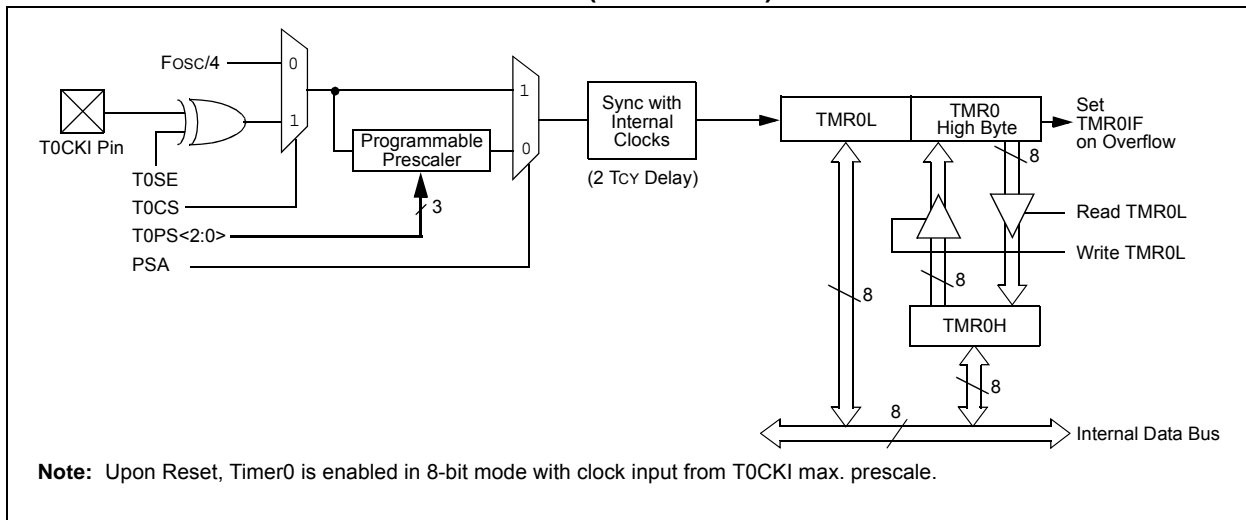 FOSC/4
0
1
T0CKI Pin
T0SE
T0CS
T0PS<2:0>
PSA
Programmable
Prescaler
3
1
0
Sync with
Internal
Clocks
(2 TCY Delay)
TMR0L
TMR0
High Byte
Set
TMR0IF
on Overflow
8
Read TMR0L
Write TMR0L
8
8
TMR0H
8
8
Internal Data Bus
Note: Upon Reset, Timer0 is enabled in 8-bit mode with clock input from T0CKI max. prescale.